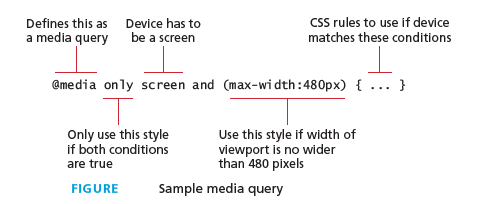 Defines this as
a media query
Device has to
be a screen
CSS rules to use if device
matches these conditions
@media only screen and (max-width:480px) { ... }
Only use this style
if both conditions
are true
Use this style if width of
viewport is no wider
than 480 pixels
FIGURE Sample media query